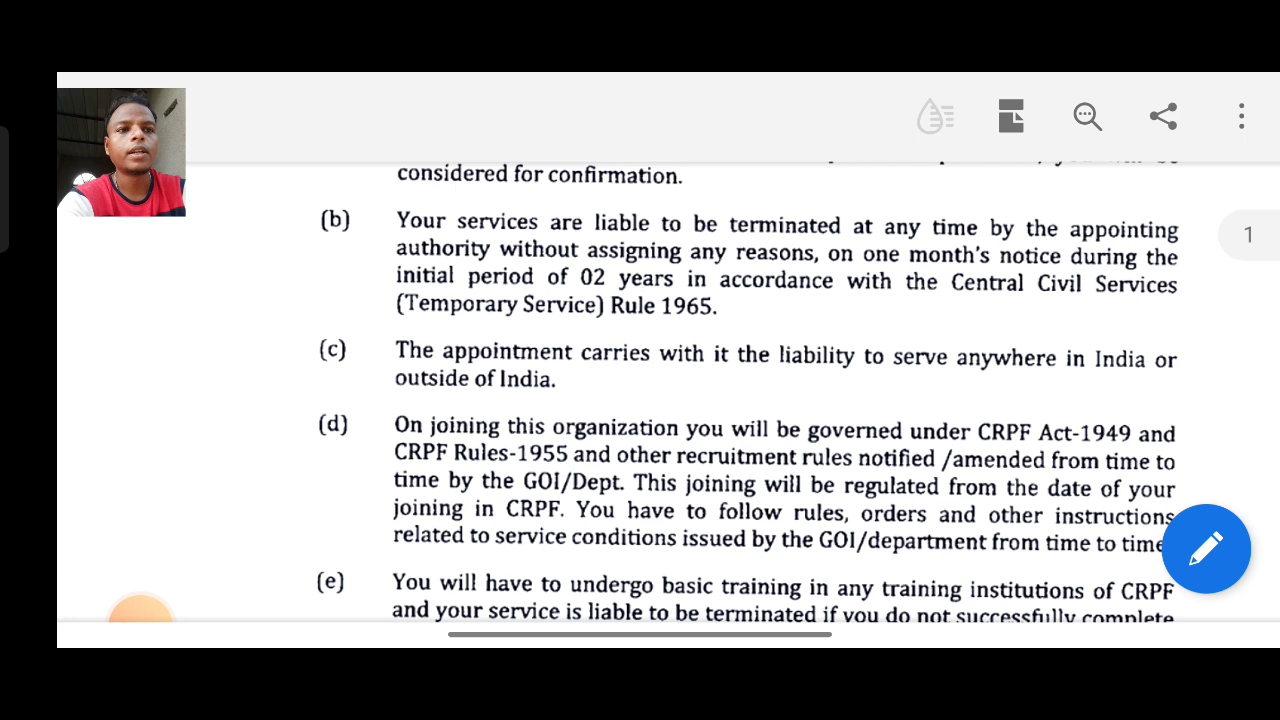 considered for confirmation.
(b) Your services are liable to be terminated at any time by the appointing
authority without assigning any reasons, on one month's notice during the
initial period of 02 years in accordance with the Central Civil Services
(Temporary Service) Rule 1965.
(c) The appointment carries with it the liability to serve anywhere in India or
outside of India.
(d) On joining this organization you will be governed under CRPF Act-1949 and
CRPF Rules-1955 and other recruitment rules notified /amended from time to
time by the GOI/Dept. This joining will be regulated from the date of your
joining in CRPF. You have to follow rules, orders and other instructions
related to service conditions issued by the GOI/department from time to time
(e) You will have to undergo basic training in any training institutions of CRPF
and your service is liable to be terminated if you do not successfully complete
1